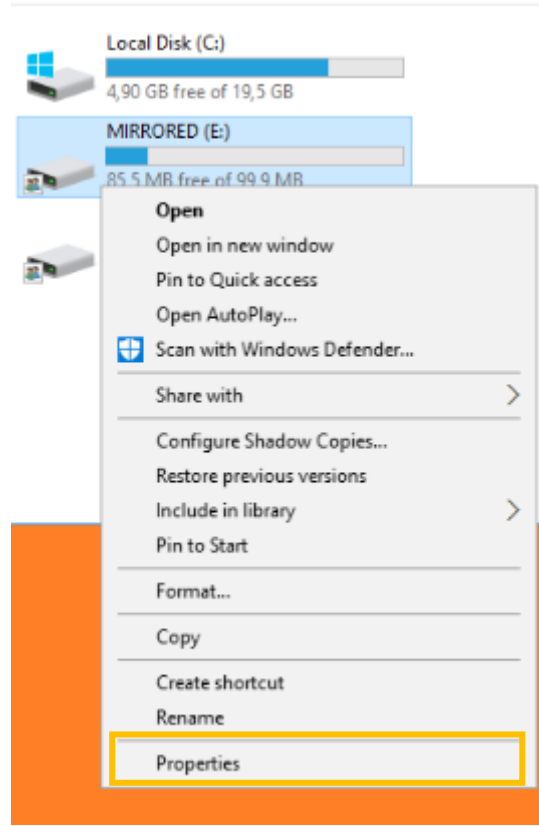 Local Disk (C:)
4,90 GB free of 19,5 GB
MIRRORED (E:)
85,5 MB free of 99,9 MB
Open
Open in new window
Pin to Quick access
Open AutoPlay...
Scan with Windows Defender...
Share with
Configure Shadow Copies...
Restore previous versions
Include in library
Pin to Start
Format...
Copy
Create shortcut
Rename
Properties